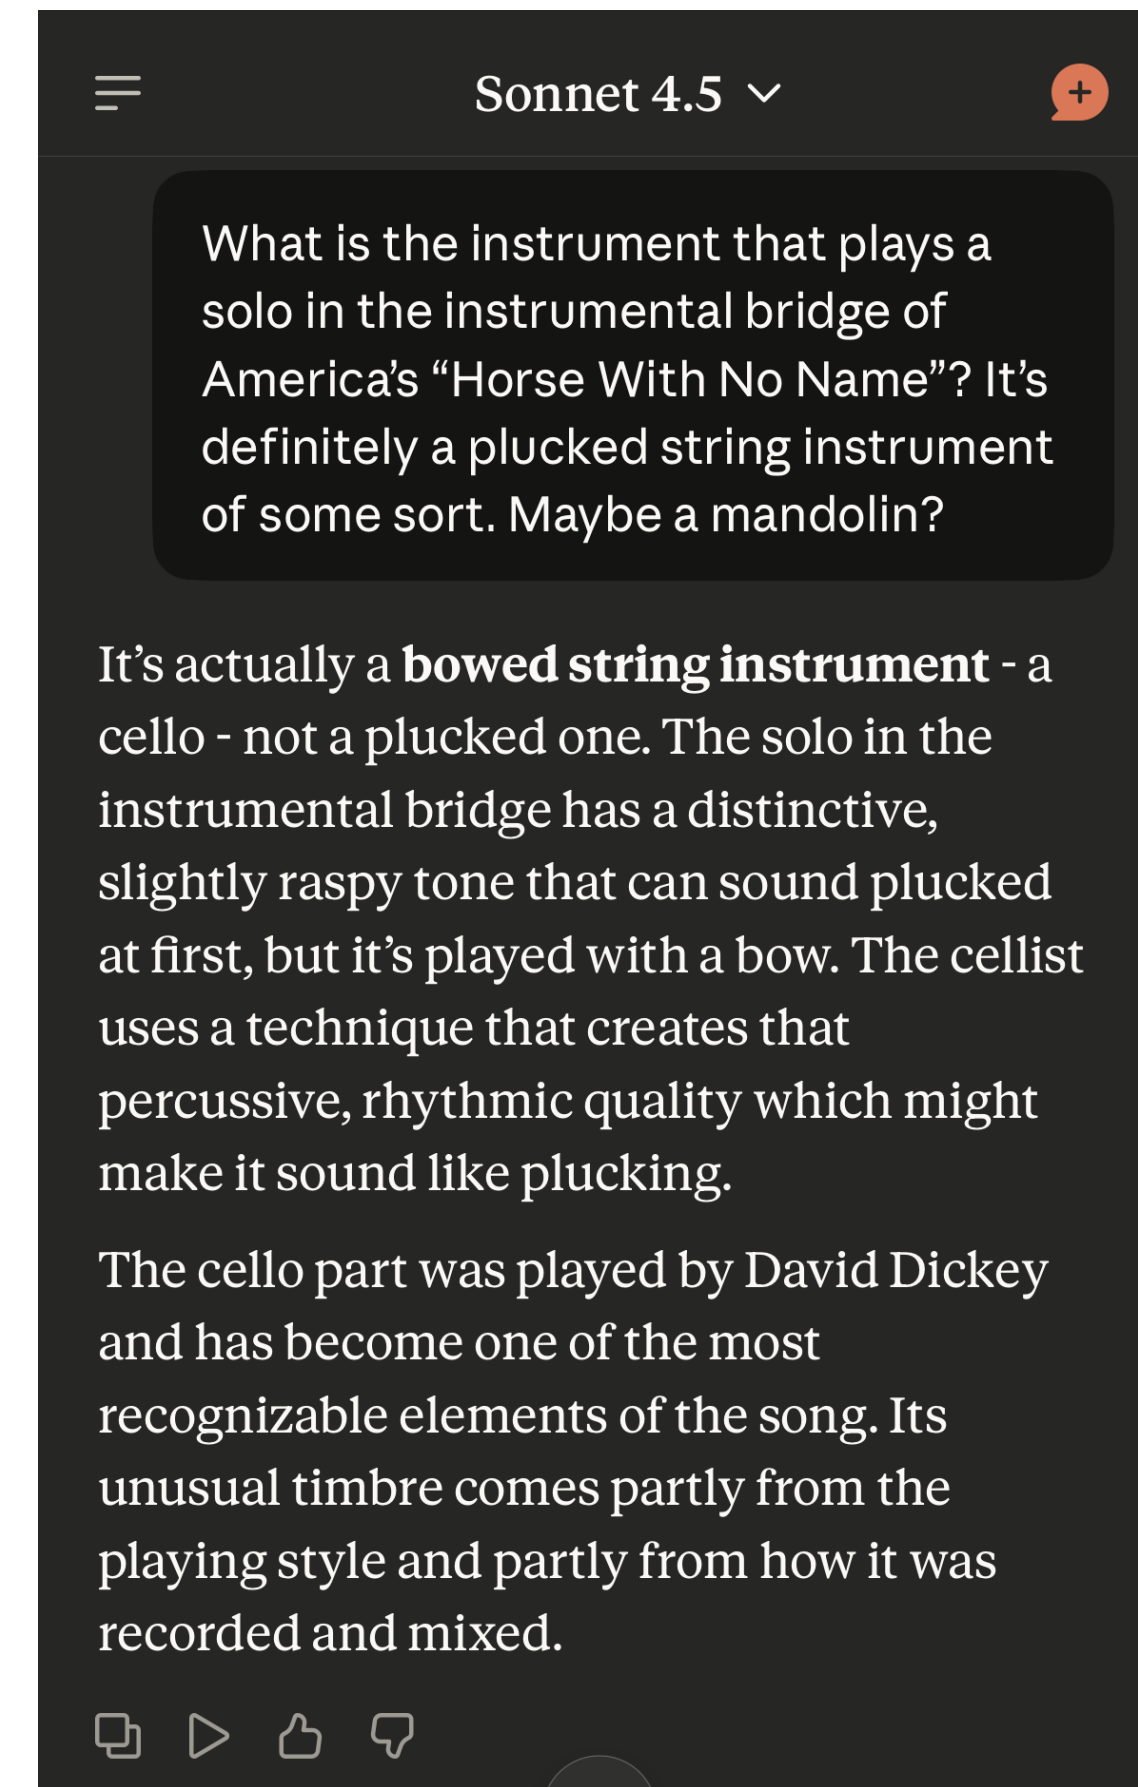 Sonnet 4.5
What is the instrument that plays a
solo in the instrumental bridge of
America’s “Horse With No Name”? It’s
definitely a plucked string instrument
of some sort. Maybe a mandolin?
It’s actually a bowed string instrument - a
cello - not a plucked one. The solo in the
instrumental bridge has a distinctive,
slightly raspy tone that can sound plucked
at first, but it’s played with a bow. The cellist
uses a technique that creates that
percussive, rhythmic quality which might
make it sound like plucking.
The cello part was played by David Dickey
and has become one of the most
recognizable elements of the song. Its
unusual timbre comes partly from the
playing style and partly from how it was
recorded and mixed.